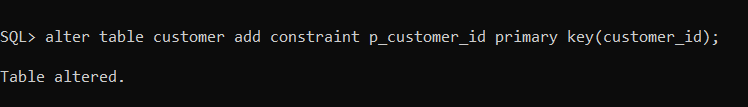 SQL> alter table customer add constraint p_customer_id primary key(customer_id);
Table altered.